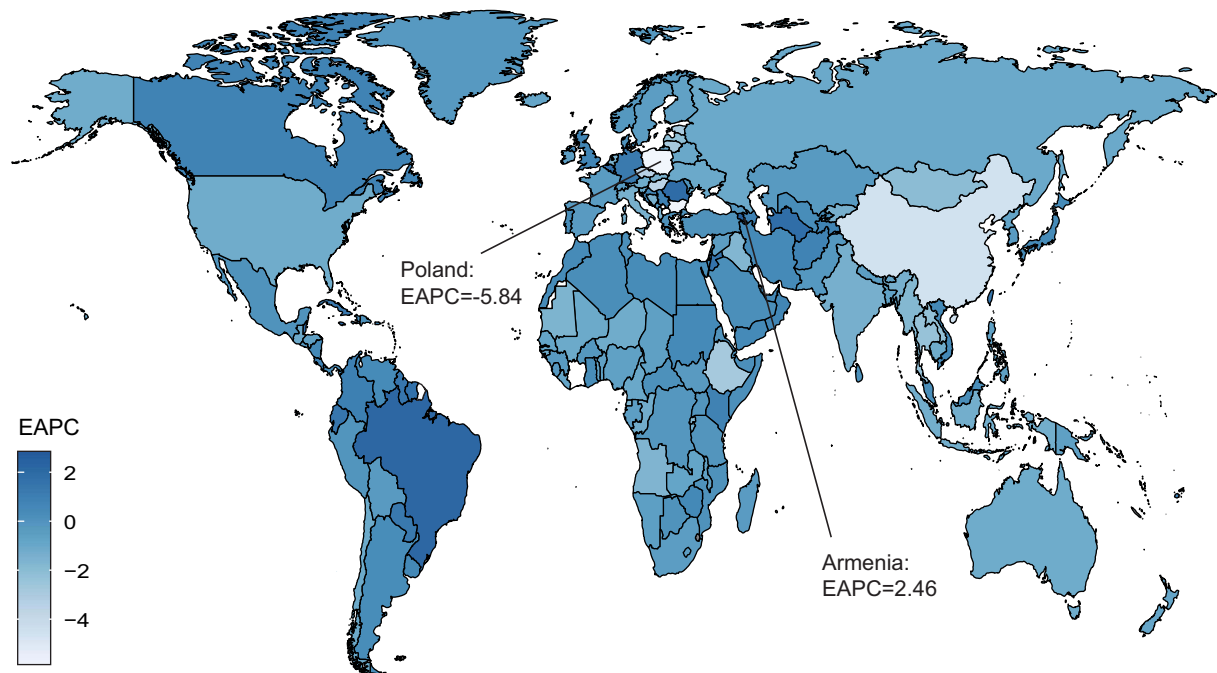 Poland:
EAPC=-5.84
EAPC
2
0
−2
−4
Armenia:
EAPC=2.46